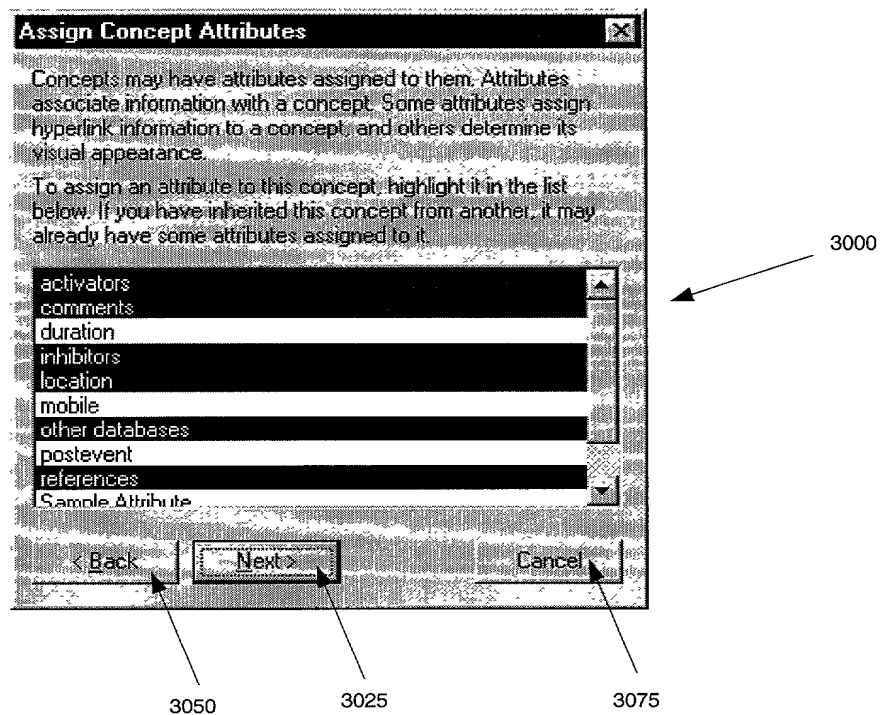 Assign Concept Attributes
Concepts may have attributes assigned to them. Attributes
associate information with a concept. Some attributes assign
hyperlink information to a concept, and others determine its
visual appearance.
To assign an attribute to this concept, highlight it in the list
below. If you have inherited this concept from another, it may
already have some attributes assigned to it.
3000
activators
comments
duration
inhibitors
location
mobile
other databases
postevent
references
Sample Attribute
< Back Next > Cancel
3050 3025 3075